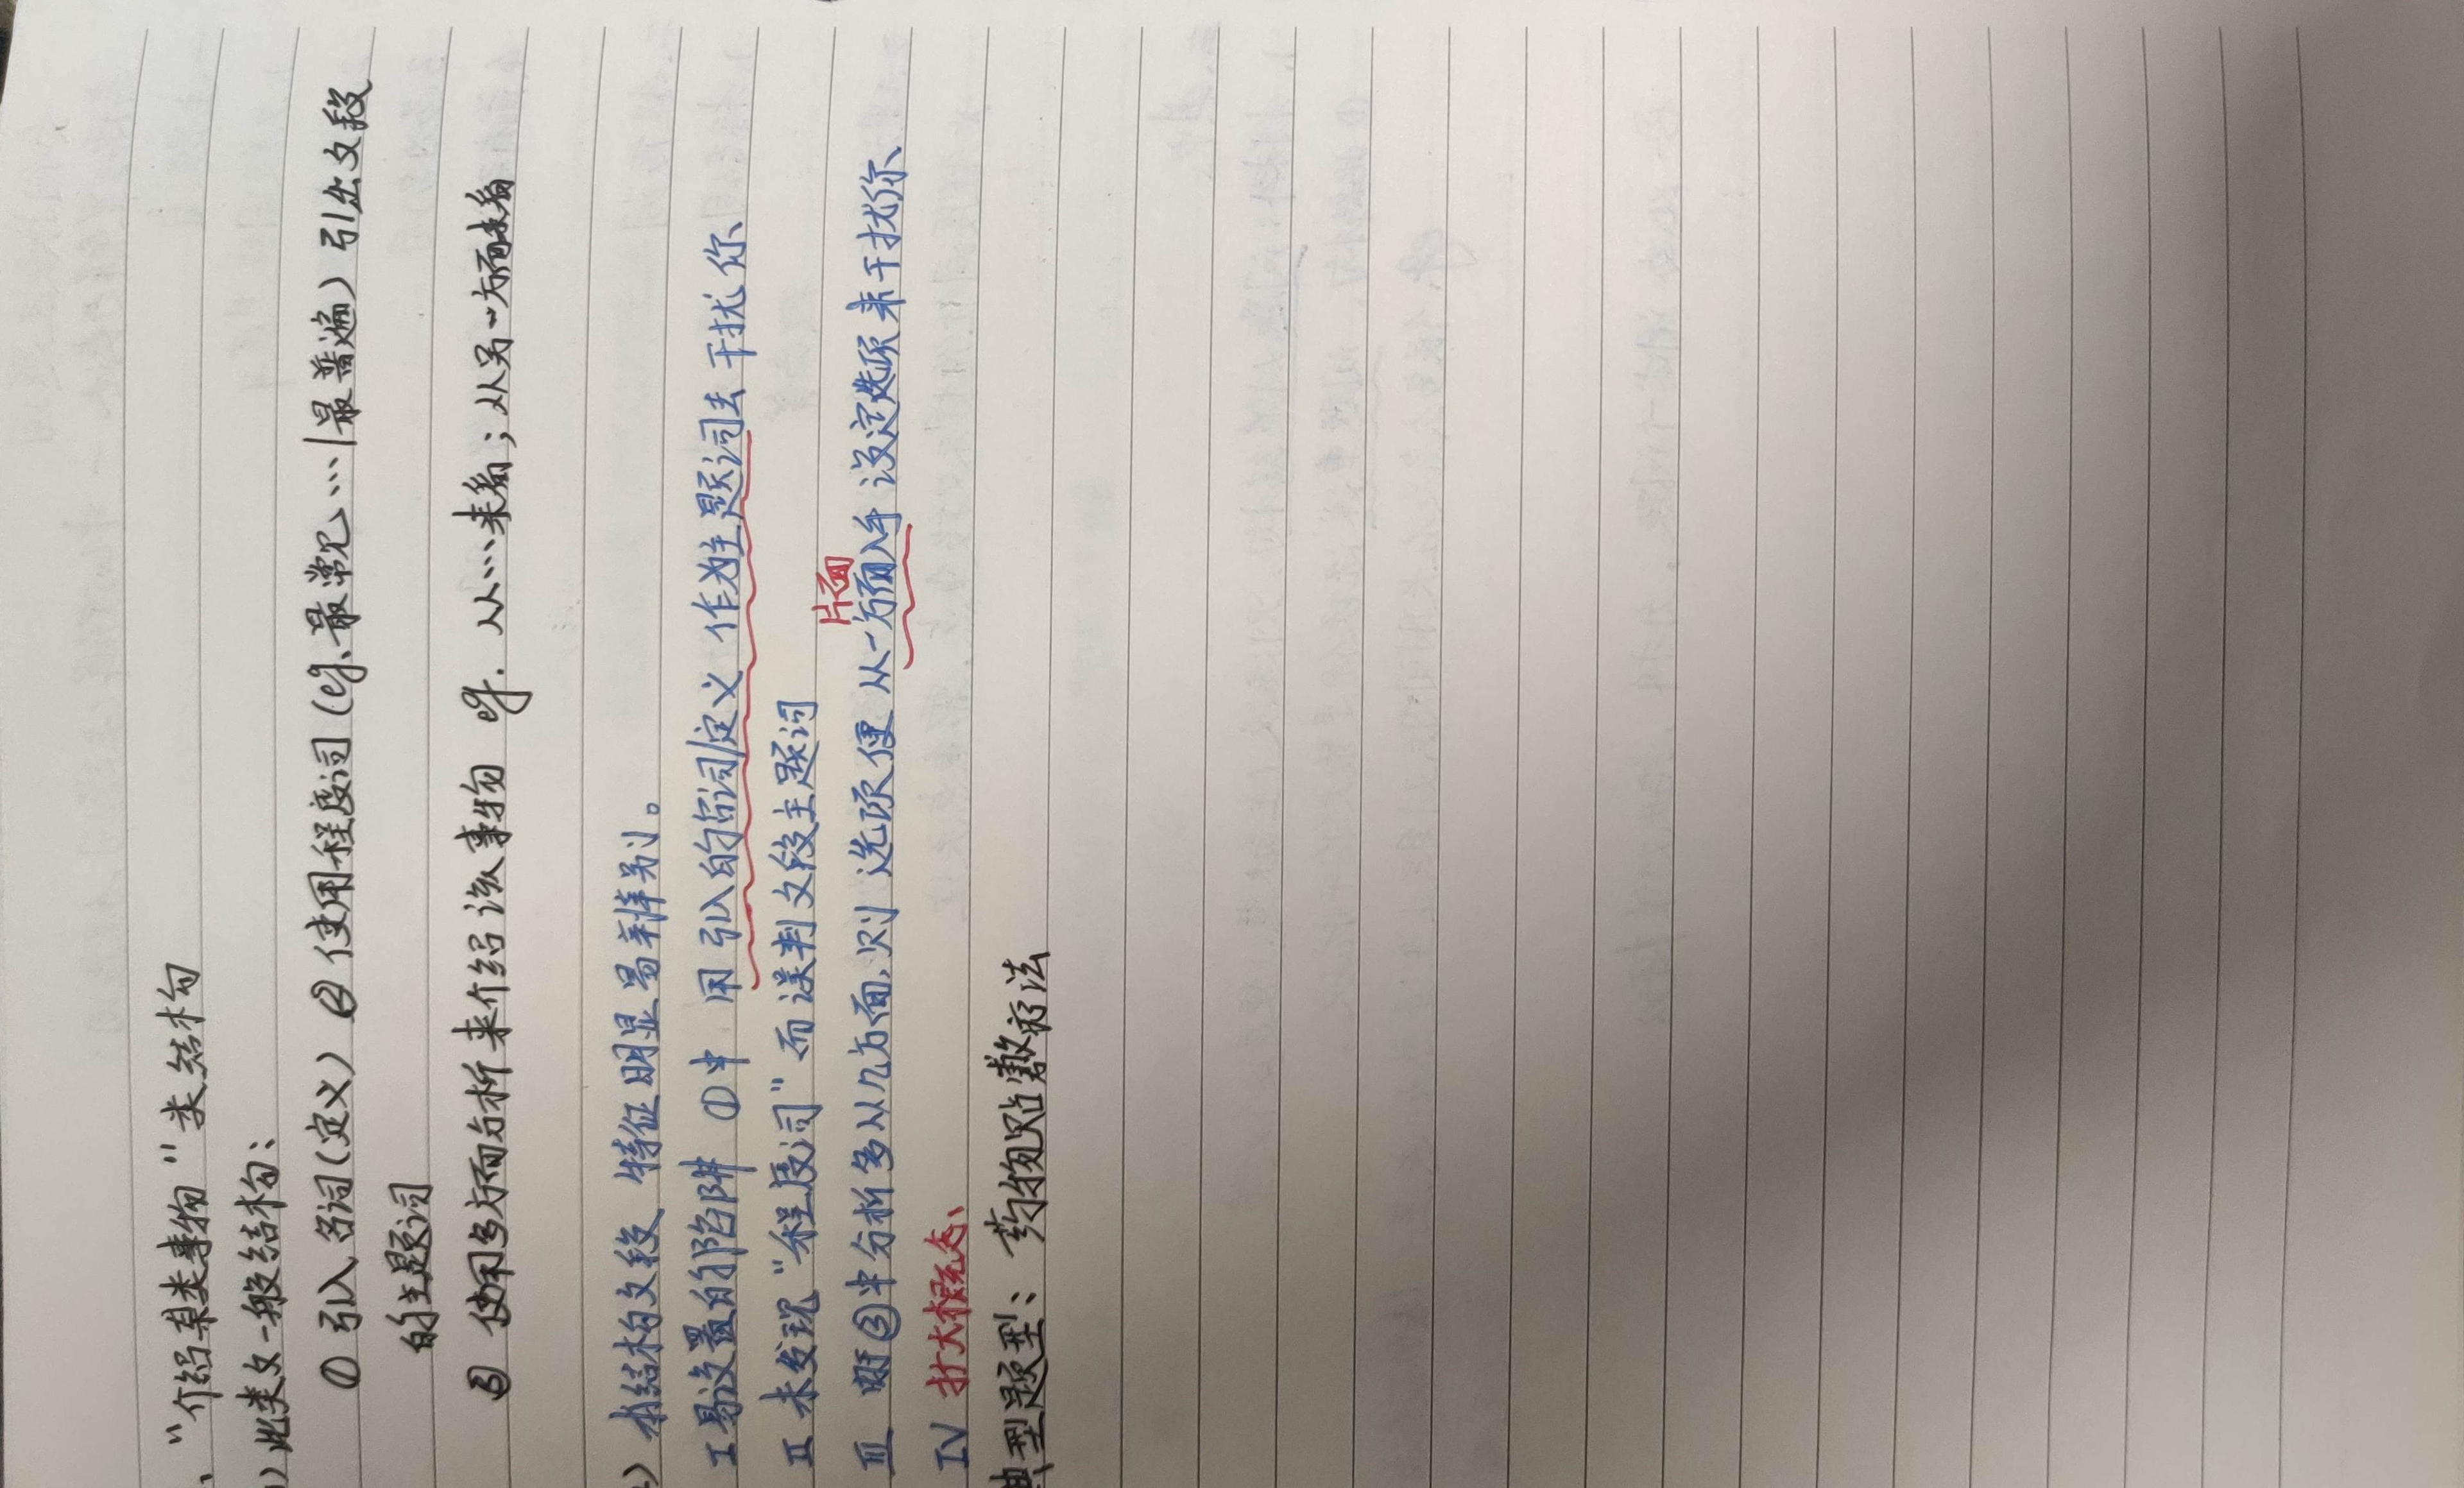 、“介绍某类事物”类结构
1）此类文一般结构：
① 引入名词（定义） ② 使用程度词（eg. 最常见…|最普遍）引出文段
的主题词
③ 使用多方面分析来介绍该事物 eg. 从…来看；从另一方面来看
）本结构文段 特征明显易辨别。
I 易设置的陷阱 ①中 用引入的名词/定义 作为主题词去干扰你、
II 未发现“程度词”而误判文段主题词
片面
III 由于③中分析多从几方面，则 选项便 从一方面入手 设定选项来干扰你、
IV 扩大概念、
典型题型：药物贴敷疗法